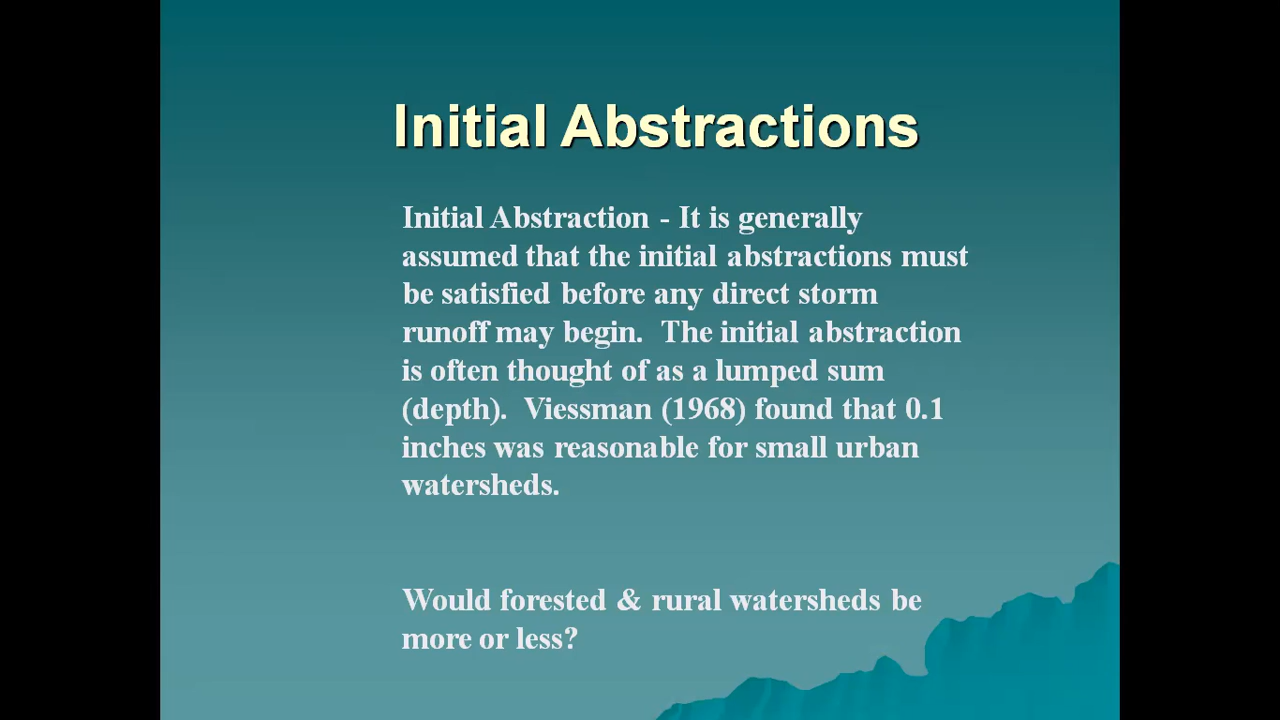 Initial Abstractions
Initial Abstraction - It is generally
assumed that the initial abstractions must
be satisfied before any direct storm
runoff may begin.  The initial abstraction
is often thought of as a lumped sum
(depth).  Viessman (1968) found that 0.1
inches was reasonable for small urban
watersheds.
Would forested & rural watersheds be
more or less?